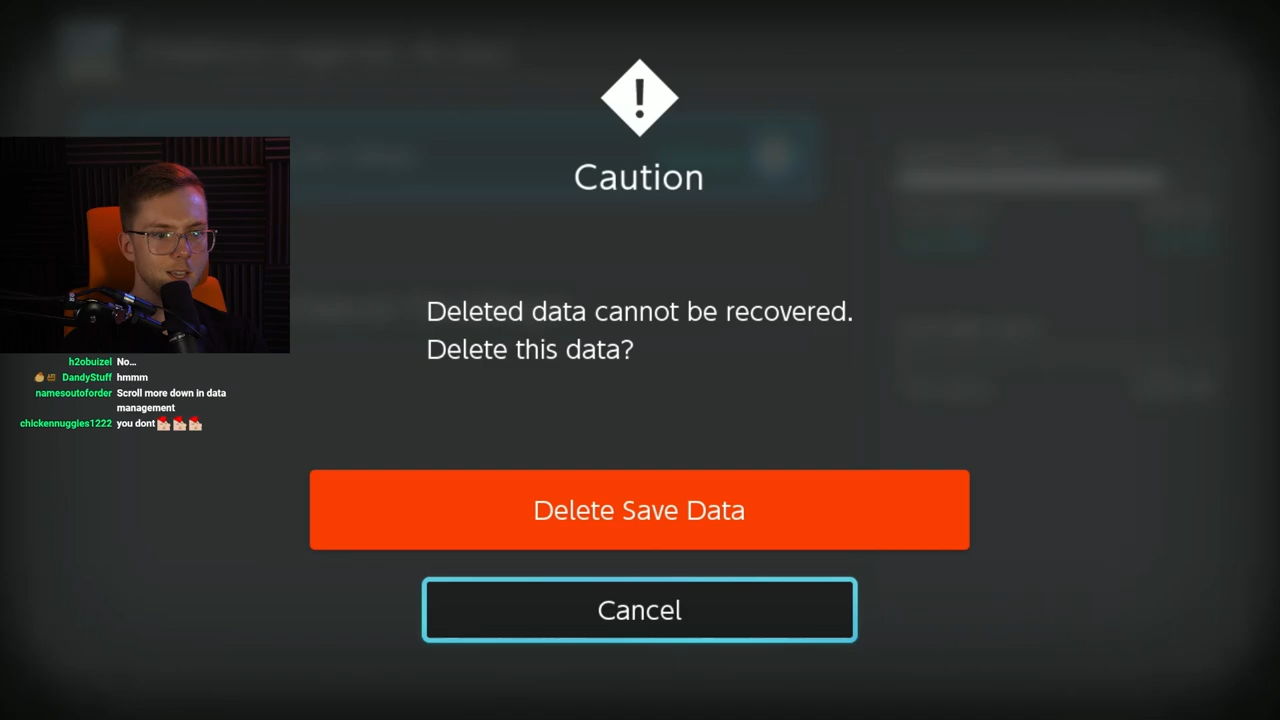 Caution
Deleted data cannot be recovered.
Delete this data?
h2obuizel No...
DandyStuff hmmm
namesoutoforder Scroll more down in data
management
chickennuggies1222 you dont
Delete Save Data
Cancel